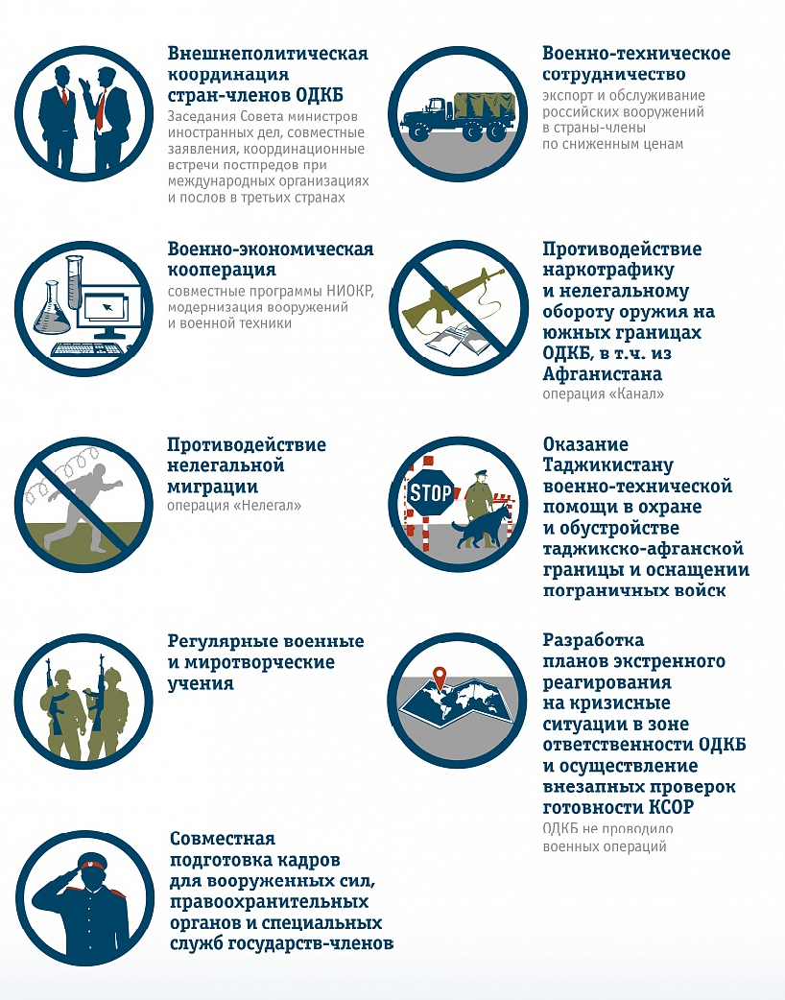 Внешнеполитическая
координация
стран-членов ОДКБ
Заседания Совета министров
иностранных дел, совместные
заявления, координационные
встречи постпредов при
международных организациях
и послов в третьих странах
Военно-техническое
сотрудничество
экспорт и обслуживание
российских вооружений
в страны-члены
по сниженным ценам
Военно-экономическая
кооперация
совместные программы НИОКР,
модернизация вооружений
и военной техники
Противодействие
наркотрафику
и нелегальному
обороту оружия на
южных границах
ОДКБ, в т.ч. из
Афганистана
операция «Канал»
Противодействие
нелегальной
миграции
операция «Нелегал»
STOP
Оказание
Таджикистану
военно-технической
помощи в охране
и обустройстве
таджикско-афганской
границы и оснащении
пограничных войск
Регулярные военные
и миротворческие
учения
Разработка
планов экстренного
реагирования
на кризисные
ситуации в зоне
ответственности ОДКБ
и осуществление
внезапных проверок
готовности КСОР
ОДКБ не проводило
военных операций
Совместная
подготовка кадров
для вооруженных сил,
правоохранительных
органов и специальных
служб государств-членов